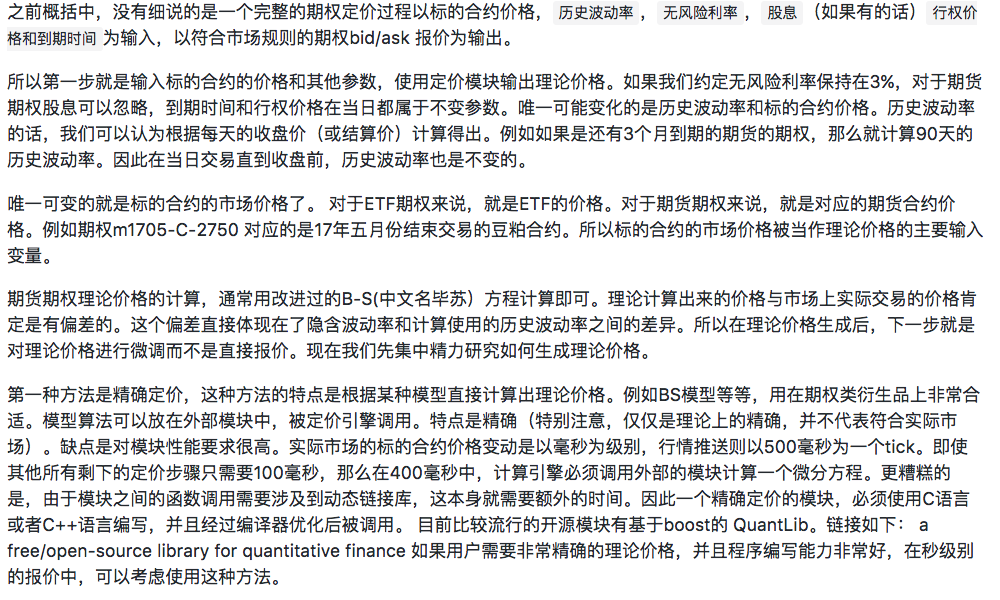 之前概括中，没有细说的是一个完整的期权定价过程以标的合约价格， 历史波动率 ， 无风险利率 ， 股息 （如果有的话） 行权价
格和到期时间 为输入，以符合市场规则的期权bid/ask 报价为输出。
所以第一步就是输入标的合约的价格和其他参数，使用定价模块输出理论价格。如果我们约定无风险利率保持在3%，对于期货
期权股息可以忽略，到期时间和行权价格在当日都属于不变参数。唯一可能变化的是历史波动率和标的合约价格。历史波动率
的话，我们可以认为根据每天的收盘价（或结算价）计算得出。例如如果是还有3个月到期的期货的期权，那么就计算90天的
历史波动率。因此在当日交易直到收盘前，历史波动率也是不变的。
唯一可变的就是标的合约的市场价格了。 对于ETF期权来说，就是ETF的价格。对于期货期权来说，就是对应的期货合约价
格。例如期权m1705-C-2750 对应的是17年五月份结束交易的豆粕合约。所以标的合约的市场价格被当作理论价格的主要输入
变量。
期货期权理论价格的计算，通常用改进过的B-S(中文名毕苏）方程计算即可。理论计算出来的价格与市场上实际交易的价格肯
定是有偏差的。这个偏差直接体现在了隐含波动率和计算使用的历史波动率之间的差异。所以在理论价格生成后，下一步就是
对理论价格进行微调而不是直接报价。现在我们先集中精力研究如何生成理论价格。
第一种方法是精确定价，这种方法的特点是根据某种模型直接计算出理论价格。例如BS模型等等，用在期权类衍生品上非常合
适。模型算法可以放在外部模块中，被定价引擎调用。特点是精确（特别注意，仅仅是理论上的精确，并不代表符合实际市
场）。缺点是对模块性能要求很高。实际市场的标的合约价格变动是以毫秒为级别，行情推送则以500毫秒为一个tick。即使
其他所有剩下的定价步骤只需要100毫秒，那么在400毫秒中，计算引擎必须调用外部的模块计算一个微分方程。更糟糕的
是，由于模块之间的函数调用需要涉及到动态链接库，这本身就需要额外的时间。因此一个精确定价的模块，必须使用C语言
或者C++语言编写，并且经过编译器优化后被调用。 目前比较流行的开源模块有基于boost的 QuantLib。链接如下： a
free/open-source library for quantitative finance 如果用户需要非常精确的理论价格，并且程序编写能力非常好，在秒级别
的报价中，可以考虑使用这种方法。